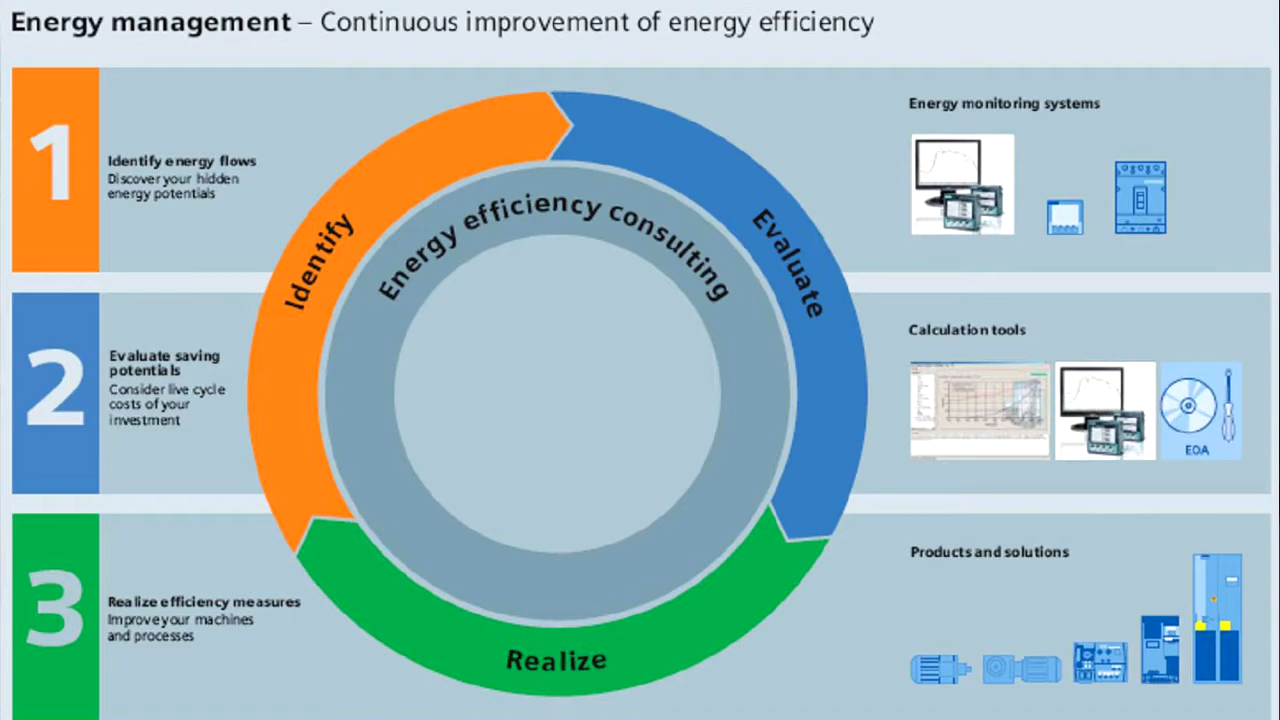 Energy management – Continuous improvement of energy efficiency
1
Identify energy flows
Discover your hidden
energy potentials
Identify
Energy efficiency consulting
Evaluate
Energy monitoring systems
2
Evaluate saving
potentials
Consider live cycle
costs of your
investment
Calculation tools
EOA
3
Realize efficiency measures
Improve your machines
and processes
Realize
Products and solutions